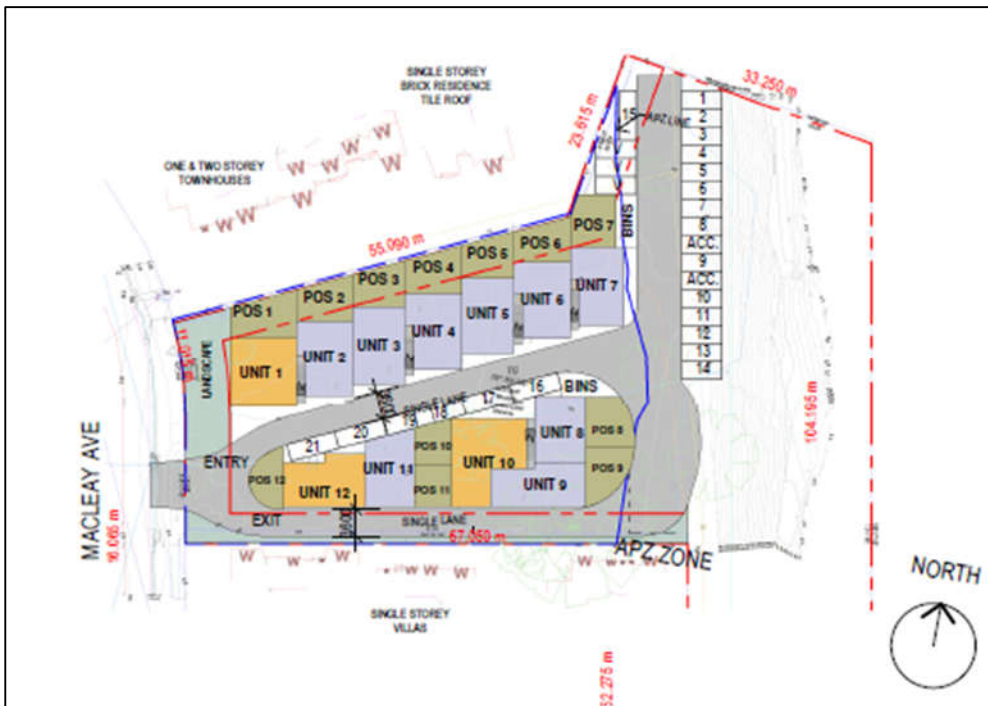 SINGLE STOREY
BRICK RESIDENCE
TILE ROOF
33.250 m
23.615 m
ONE & TWO STOREY
TOWNHOUSES
W
W
W
W
W
W
W
W
W
15
APZ LINE
1
2
3
4
5
6
7
8
ACC.
9
ACC.
10
11
12
13
14
BINS
55.090 m
POS 1
POS 2
POS 3
POS 4
POS 5
POS 6
POS 7
UNIT 1
UNIT 2
UNIT 3
UNIT 4
UNIT 5
UNIT 6
UNIT 7
LANDSCAPE
SINGLE LANE
21
20
19
18
17
16
BINS
MACLEAY AVE
16.065 m
ENTRY
EXIT
POS 12
UNIT 12
UNIT 11
POS 10
POS 11
UNIT 10
UNIT 8
UNIT 9
POS 8
POS 9
3600
SINGLE LANE
67.050 m
APZ ZONE
104.195 m
W
W
W
W
W
W
W
W
SINGLE STOREY
VILLAS
52.275 m
NORTH